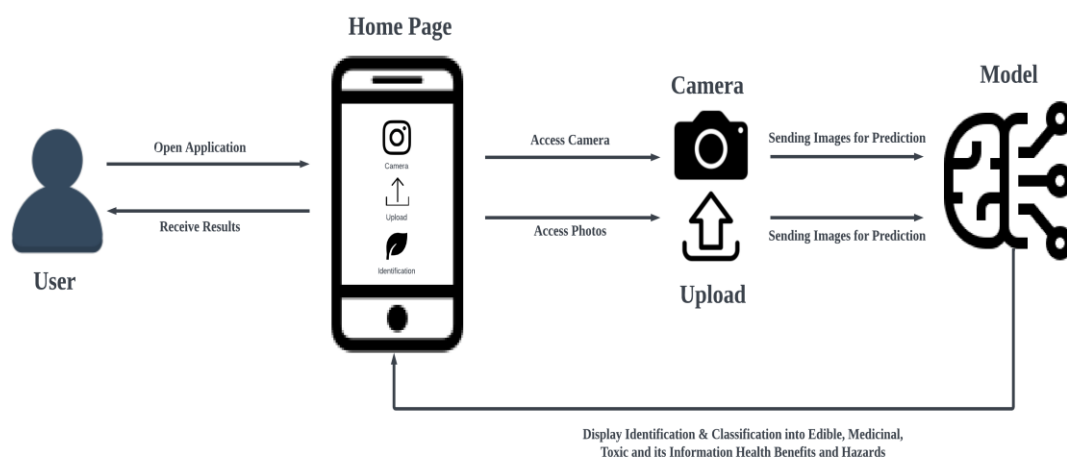 Home Page
Camera
Model
Open Application
Receive Results
User
Camera
Upload
Identification
Access Camera
Access Photos
Sending Images for Prediction
Sending Images for Prediction
Upload
Display Identification & Classification into Edible, Medicinal,
Toxic and its Information Health Benefits and Hazards